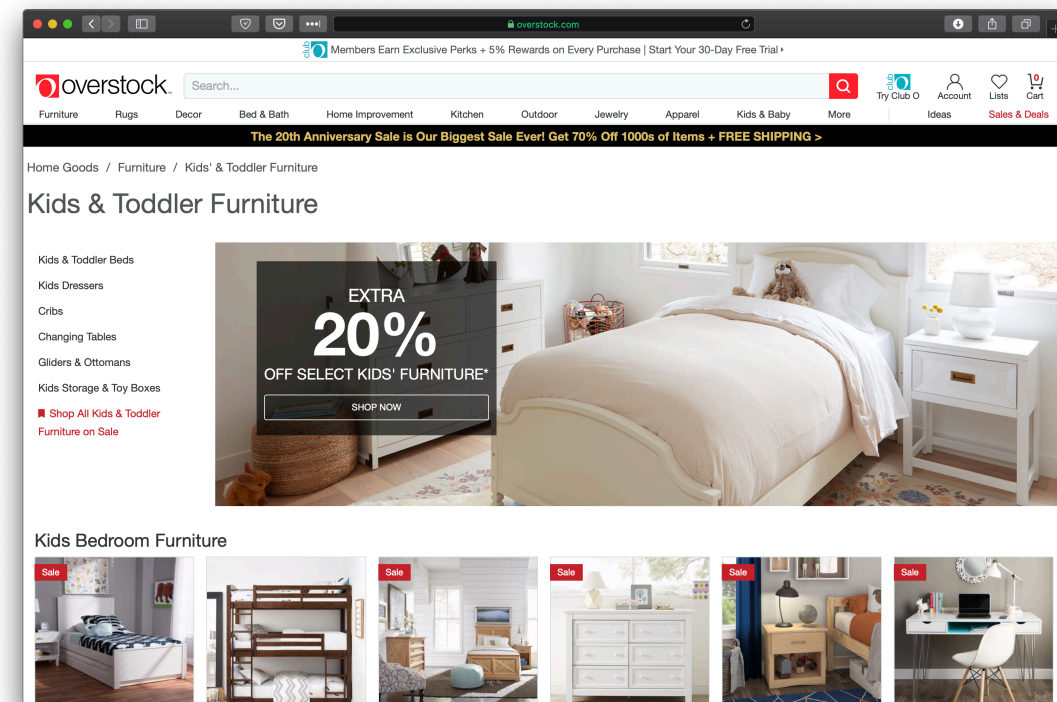 overstock.com
club
Members Earn Exclusive Perks + 5% Rewards on Every Purchase | Start Your 30-Day Free Trial
overstock™
Search...
club
Try Club O
Account
Lists
0
Cart
Furniture
Rugs
Decor
Bed & Bath
Home Improvement
Kitchen
Outdoor
Jewelry
Apparel
Kids & Baby
More
Ideas
Sales & Deals
The 20th Anniversary Sale is Our Biggest Sale Ever! Get 70% Off 1000s of Items + FREE SHIPPING >
Home Goods / Furniture / Kids' & Toddler Furniture
Kids & Toddler Furniture
Kids & Toddler Beds
Kids Dressers
Cribs
Changing Tables
Gliders & Ottomans
Kids Storage & Toy Boxes
Shop All Kids & Toddler
Furniture on Sale
EXTRA
20%
OFF SELECT KIDS' FURNITURE*
SHOP NOW
Kids Bedroom Furniture
Sale
Sale
Sale
Sale
Sale